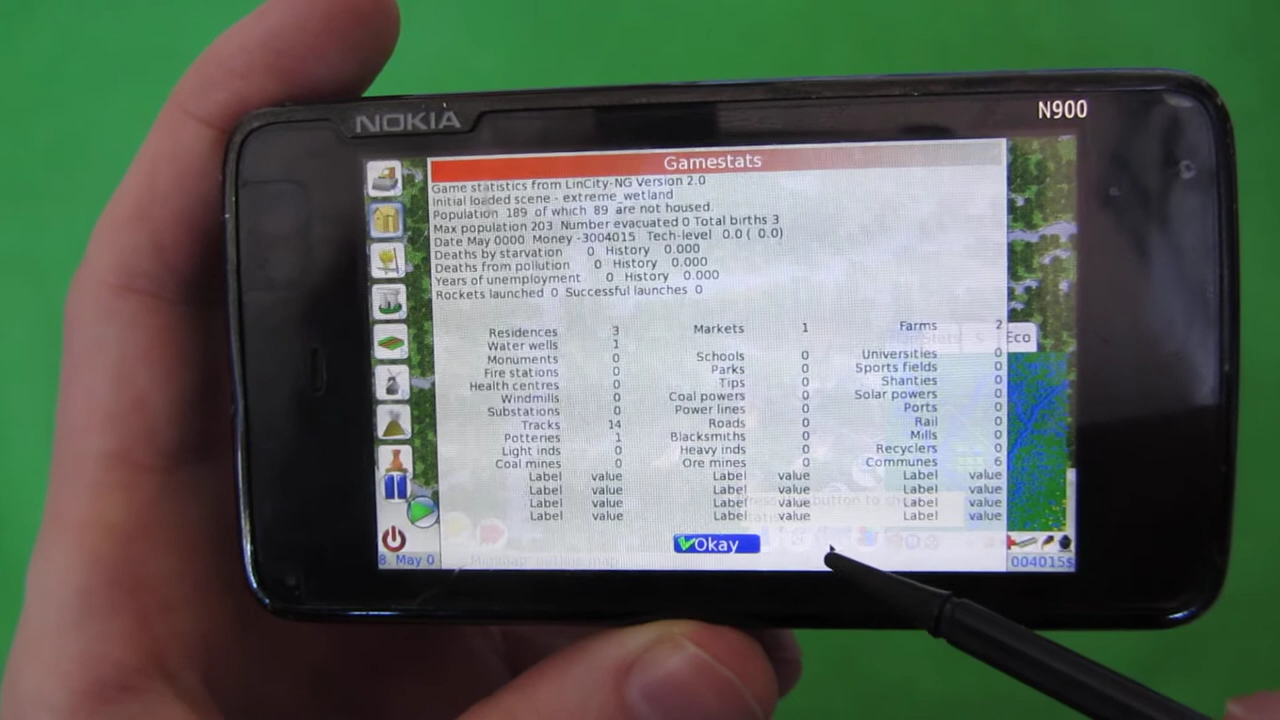 NOKIA
N900
Gamestats
Game statistics from LinCity-NG Version 2.0
Initial loaded scene - extreme_wetland
Population 189 of which 89 are not housed.
Max population 203 Number evacuated 0 Total births 3
Date May 0000 Money -3004015 Tech-level 0.0 ( 0.0)
Deaths by starvation 0 History 0.000
Deaths from pollution 0 History 0.000
Years of unemployment 0 History 0.000
Rockets launched 0 Successful launches 0
Residences 3 Markets 1 Farms 2
Eco
Water wells 1
Monuments 0 Schools 0 Universities 0
Fire stations 0 Parks 0 Sports fields 0
Health centres 0 Tips 0 Shanties 0
Windmills 0 Coal powers 0 Solar powers 0
Substations 0 Power lines 0 Ports 0
Tracks 14 Roads 0 Rail 0
Potteries 1 Blacksmiths 0 Mills 0
Light inds 0 Heavy inds 0 Recyclers 0
Coal mines 0 Ore mines 0 Communes 6
Label value Label value Label value
Label value Label value Label value
Label value Label value Label value
Label value Label value Label value
Okay
8. May 0
004015$